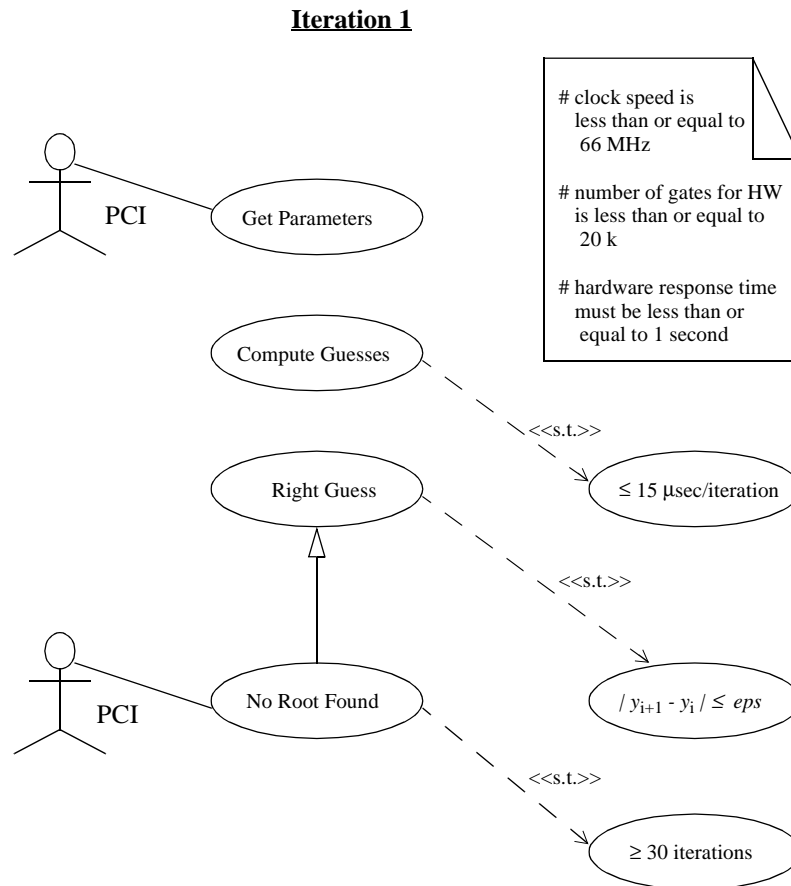 Iteration 1
# clock speed is
less than or equal to
66 MHz
# number of gates for HW
is less than or equal to
20 k
# hardware response time
must be less than or
equal to 1 second
PCI
Get Parameters
Compute Guesses
<<s.t.>>
Right Guess
≤ 15 μsec/iteration
<<s.t.>>
PCI
No Root Found
| yi+1 - yi | ≤ eps
<<s.t.>>
≥ 30 iterations